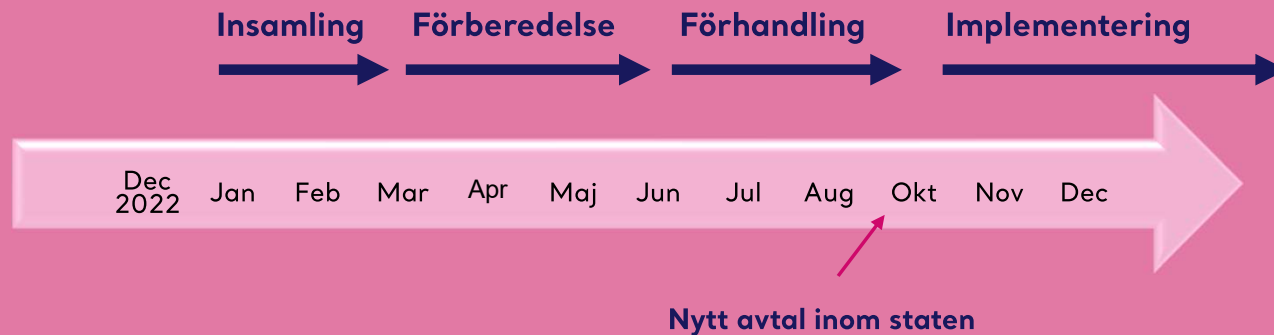 Insamling Förberedelse Förhandling Implementering
Dec
2022 Jan Feb Mar Apr Maj Jun Jul Aug Okt Nov Dec
Nytt avtal inom staten